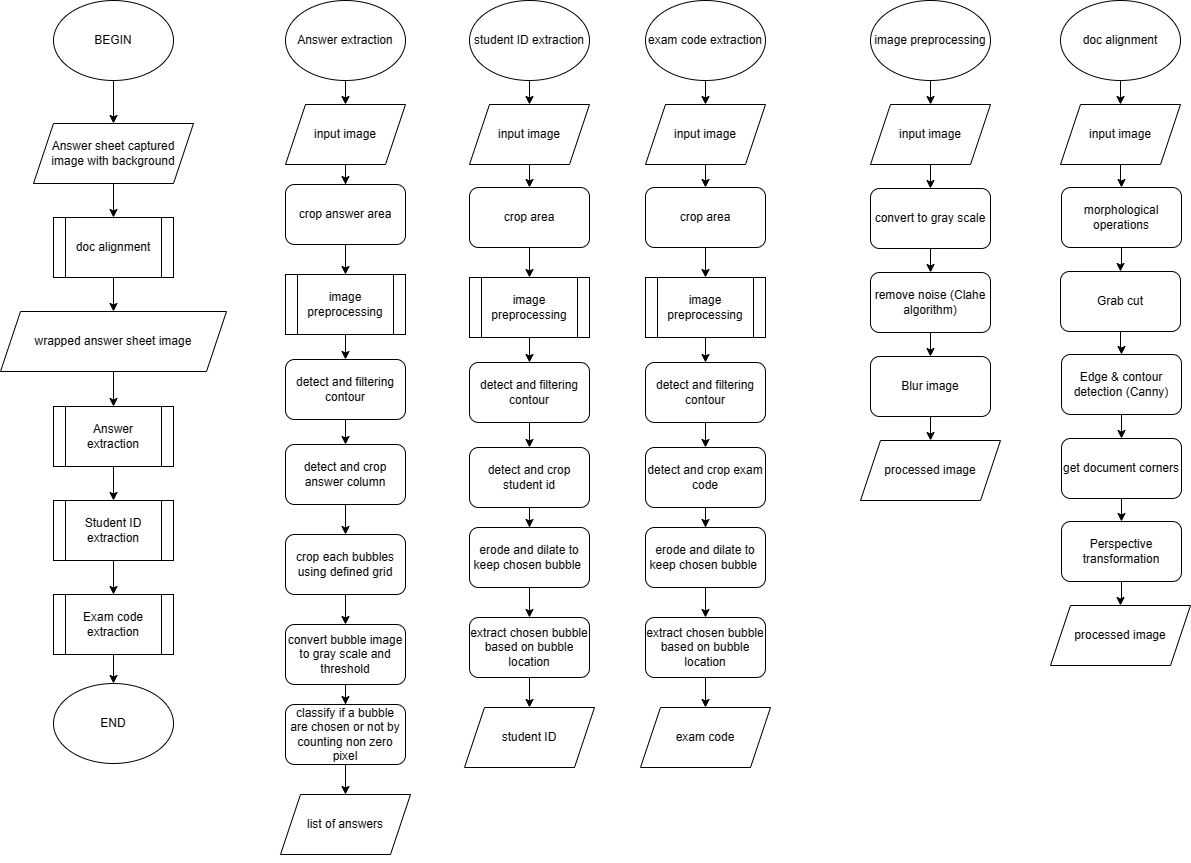 BEGIN
Answer sheet captured
image with background
doc alignment
wrapped answer sheet image
Answer
extraction
Student ID
extraction
Exam code
extraction
END
Answer extraction
input image
crop answer area
image
preprocessing
detect and filtering
contour
detect and crop
answer column
crop each bubbles
using defined grid
convert bubble image
to gray scale and
threshold
classify if a bubble
are chosen or not by
counting non zero
pixel
list of answers
student ID extraction
input image
crop area
image
preprocessing
detect and filtering
contour
detect and crop
student id
erode and dilate to
keep chosen bubble
extract chosen bubble
based on bubble
location
student ID
exam code extraction
input image
crop area
image
preprocessing
detect and filtering
contour
detect and crop exam
code
erode and dilate to
keep chosen bubble
extract chosen bubble
based on bubble
location
exam code
image preprocessing
input image
convert to gray scale
remove noise (Clahe
algorithm)
Blur image
processed image
doc alignment
input image
morphological
operations
Grab cut
Edge & contour
detection (Canny)
get document corners
Perspective
transformation
processed image